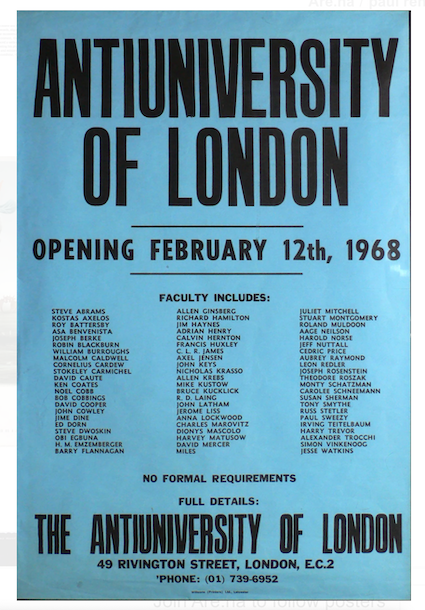 ANTIUNIVERSITY
OF LONDON
OPENING FEBRUARY 12th, 1968
FACULTY INCLUDES:
STEVE ABRAMS
KOSTAS AXELOS
ROY BATTERSBY
ASA BENVENISTA
JOSEPH BERKE
ROBIN BLACKBURN
WILLIAM BURROUGHS
MALCOLM CALDWELL
CORNELIUS CARDEW
STOKELEY CARMICHEL
DAVID CAUTE
KEN COATES
NOEL COBB
BOB COBBINGS
DAVID COOPER
JOHN COWLEY
JIME DINE
ED DORN
STEVE DWOSKIN
OBI EGBUNA
H. M. EMZEMBERGER
BARRY FLANNAGAN
ALLEN GINSBERG
RICHARD HAMILTON
JIM HAYNES
ADRIAN HENRY
CALVIN HERNTON
FRANCIS HUXLEY
C. L. R. JAMES
AXEL JENSEN
JOHN KEYS
NICHOLAS KRASSO
ALLEN KREBS
MIKE KUSTOW
BRUCE KUCKLICK
R. D. LAING
JOHN LATHAM
JEROME LISS
ANNA LOCKWOOD
CHARLES MAROVITZ
DIONYS MASCOLO
HARVEY MATUSOW
DAVID MERCER
MILES
JULIET MITCHELL
STUART MONTGOMERY
ROLAND MULDOON
AAGE NEILSON
HAROLD NORSE
JEFF NUTTALL
CEDRIC PRICE
AUBREY RAYMOND
LEON REDLER
JOSEPH ROSENSTEIN
THEODORE ROSZAK
MONTY SCHATZMAN
CAROLEE SCHNEEMANN
SUSAN SHERMAN
TONY SMYTHE
RUSS STETLER
PAUL SWEEZY
IRVING TEITELBAUM
HARRY TREVOR
ALEXANDER TROCCHI
SIMON VINKENOOG
JESSE WATKINS
NO FORMAL REQUIREMENTS
FULL DETAILS:
THE ANTIUNIVERSITY OF LONDON
49 RIVINGTON STREET, LONDON, E.C.2
'PHONE: (01) 739-6952
Join Are.na to follow posters